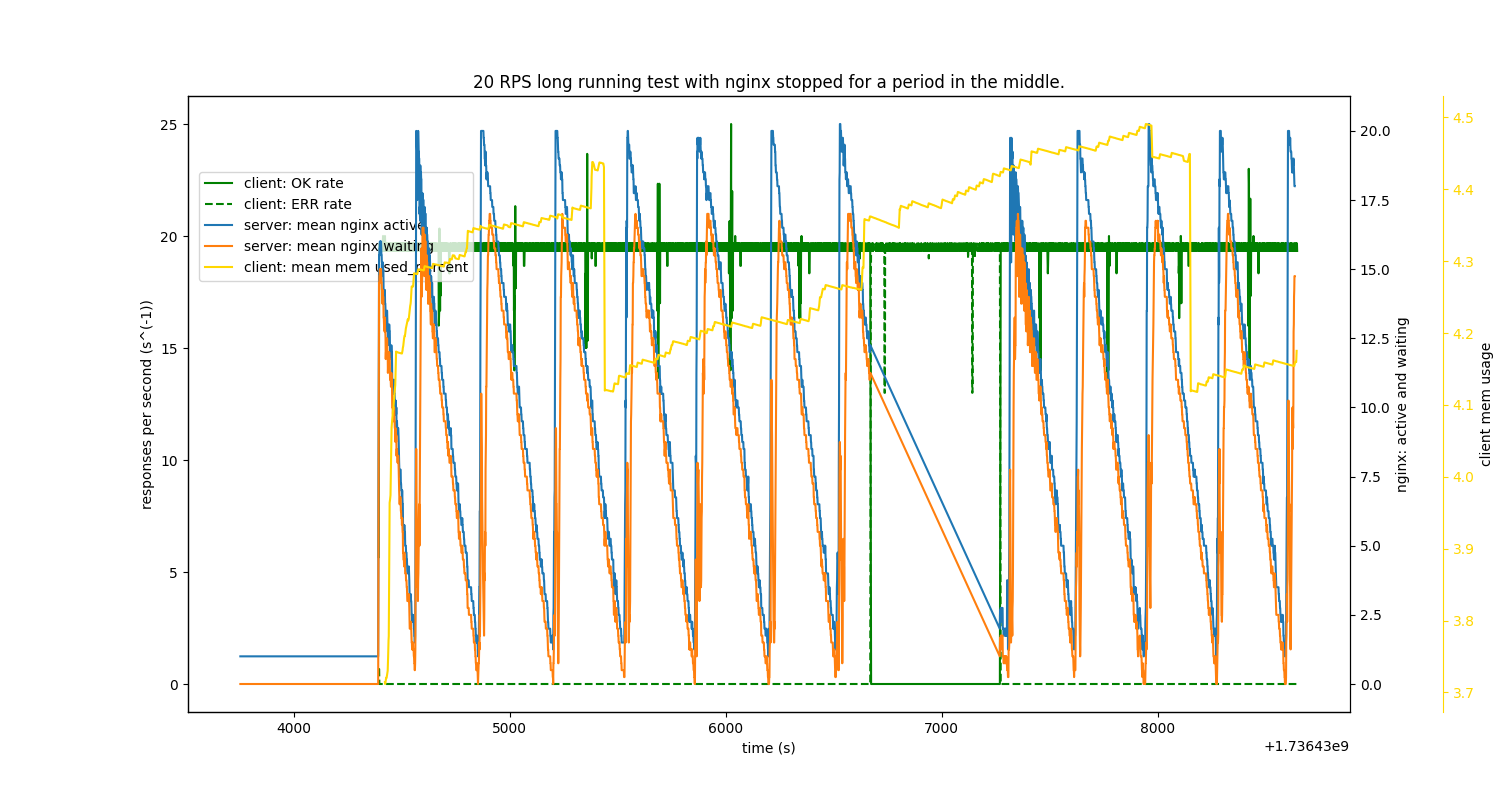 20 RPS long running test with nginx stopped for a period in the middle.
client: OK rate
client: ERR rate
server: mean nginx active
server: mean nginx waiting
client: mean mem used_percent
25
20
15
10
5
0
responses per second (s^(-1))
4000 5000 6000 7000 8000
time (s)
+1.73643e9
20.0
17.5
15.0
12.5
10.0
7.5
5.0
2.5
0.0
nginx: active and waiting
4.5
4.4
4.3
4.2
4.1
4.0
3.9
3.8
3.7
client mem usage